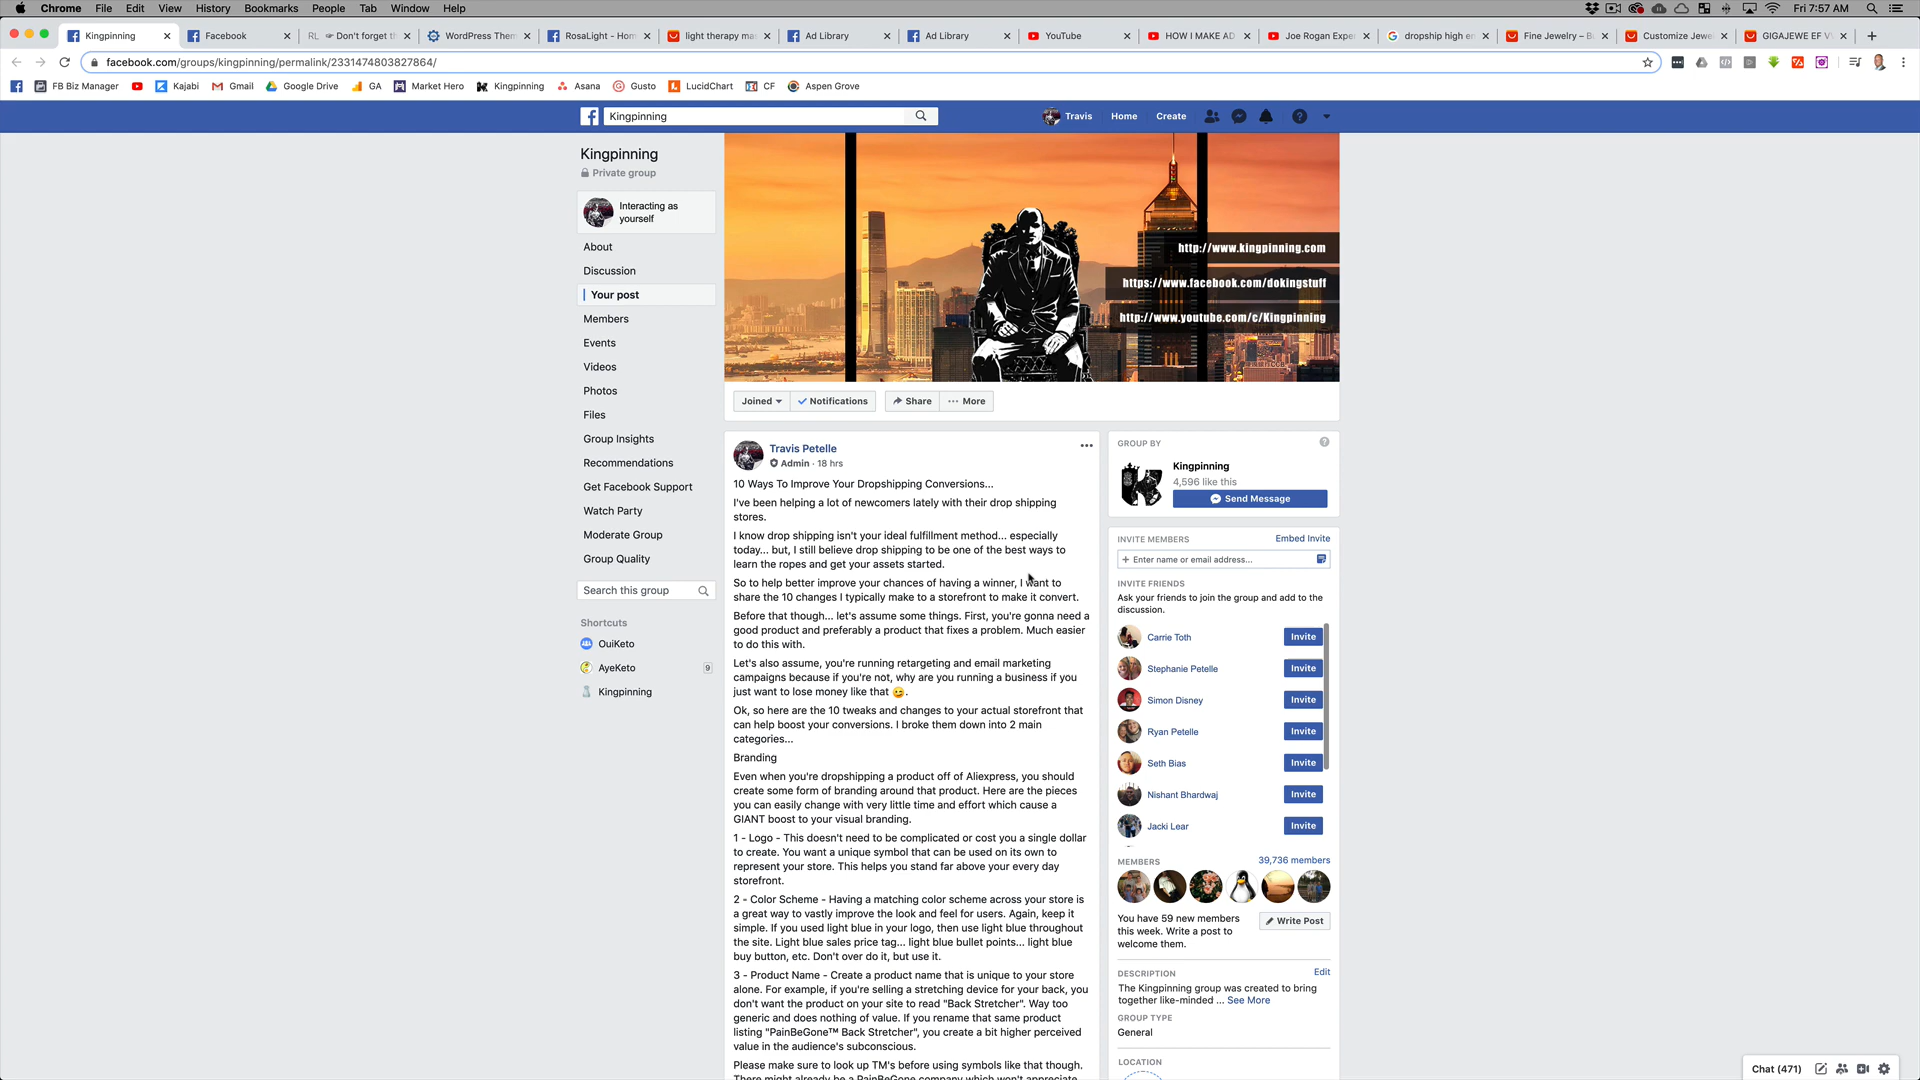 Chrome File Edit View History Bookmarks People Tab Window Help
Fri 7:57 AM
Kingpinning
Facebook
RL
Don't forget th
WordPress Them
RosaLight - Hom
light therapy mas
Ad Library
Ad Library
YouTube
HOW I MAKE AD
Joe Rogan Exper
dropship high en
Fine Jewelry – B
Customize Jewe
GIGAJEWE EF V
facebook.com/groups/kingpinning/permalink/2331474803827864/
FB Biz Manager
Kajabi
Gmail
Google Drive
GA
Market Hero
Kingpinning
Asana
Gusto
LucidChart
CF
Aspen Grove
Kingpinning
Travis
Home
Create
Kingpinning
Private group
Interacting as
yourself
About
Discussion
Your post
Members
Events
Videos
Photos
Files
Group Insights
Recommendations
Get Facebook Support
Watch Party
Moderate Group
Group Quality
Search this group
Shortcuts
OuiKeto
AyeKeto 9
Kingpinning
http://www.kingpinning.com
https://www.facebook.com/dokingstuff
http://www.youtube.com/c/Kingpinning
Joined
Notifications
Share
More
Travis Petelle
Admin · 18 hrs
10 Ways To Improve Your Dropshipping Conversions...
I've been helping a lot of newcomers lately with their drop shipping
stores.
I know drop shipping isn't your ideal fulfillment method... especially
today... but, I still believe drop shipping to be one of the best ways to
learn the ropes and get your assets started.
So to help better improve your chances of having a winner, I want to
share the 10 changes I typically make to a storefront to make it convert.
Before that though... let's assume some things. First, you're gonna need a
good product and preferably a product that fixes a problem. Much easier
to do this with.
Let's also assume, you're running retargeting and email marketing
campaigns because if you're not, why are you running a business if you
just want to lose money like that 😉.
Ok, so here are the 10 tweaks and changes to your actual storefront that
can help boost your conversions. I broke them down into 2 main
categories...
Branding
Even when you're dropshipping a product off of Aliexpress, you should
create some form of branding around that product. Here are the pieces
you can easily change with very little time and effort which cause a
GIANT boost to your visual branding.
1 - Logo - This doesn't need to be complicated or cost you a single dollar
to create. You want a unique symbol that can be used on its own to
represent your store. This helps you stand far above your every day
storefront.
2 - Color Scheme - Having a matching color scheme across your store is
a great way to vastly improve the look and feel for users. Again, keep it
simple. If you used light blue in your logo, then use light blue throughout
the site. Light blue sales price tag... light blue bullet points... light blue
buy button, etc. Don't over do it, but use it.
3 - Product Name - Create a product name that is unique to your store
alone. For example, if you're selling a stretching device for your back, you
don't want the product on your site to read "Back Stretcher". Way too
generic and does nothing of value. If you rename that same product
listing "PainBeGone™ Back Stretcher", you create a bit higher perceived
value in the audience's subconscious.
Please make sure to look up TM's before using symbols like that though.
There might already be a PainBeGone company which won't appreciate
GROUP BY
Kingpinning
4,596 like this
Send Message
INVITE MEMBERS
Embed Invite
+ Enter name or email address...
INVITE FRIENDS
Ask your friends to join the group and add to the
discussion.
Carrie Toth Invite
Stephanie Petelle Invite
Simon Disney Invite
Ryan Petelle Invite
Seth Bias Invite
Nishant Bhardwaj Invite
Jacki Lear Invite
MEMBERS
39,736 members
You have 59 new members
this week. Write a post to
welcome them.
Write Post
DESCRIPTION
Edit
The Kingpinning group was created to bring
together like-minded ... See More
GROUP TYPE
General
LOCATION
Chat (471)